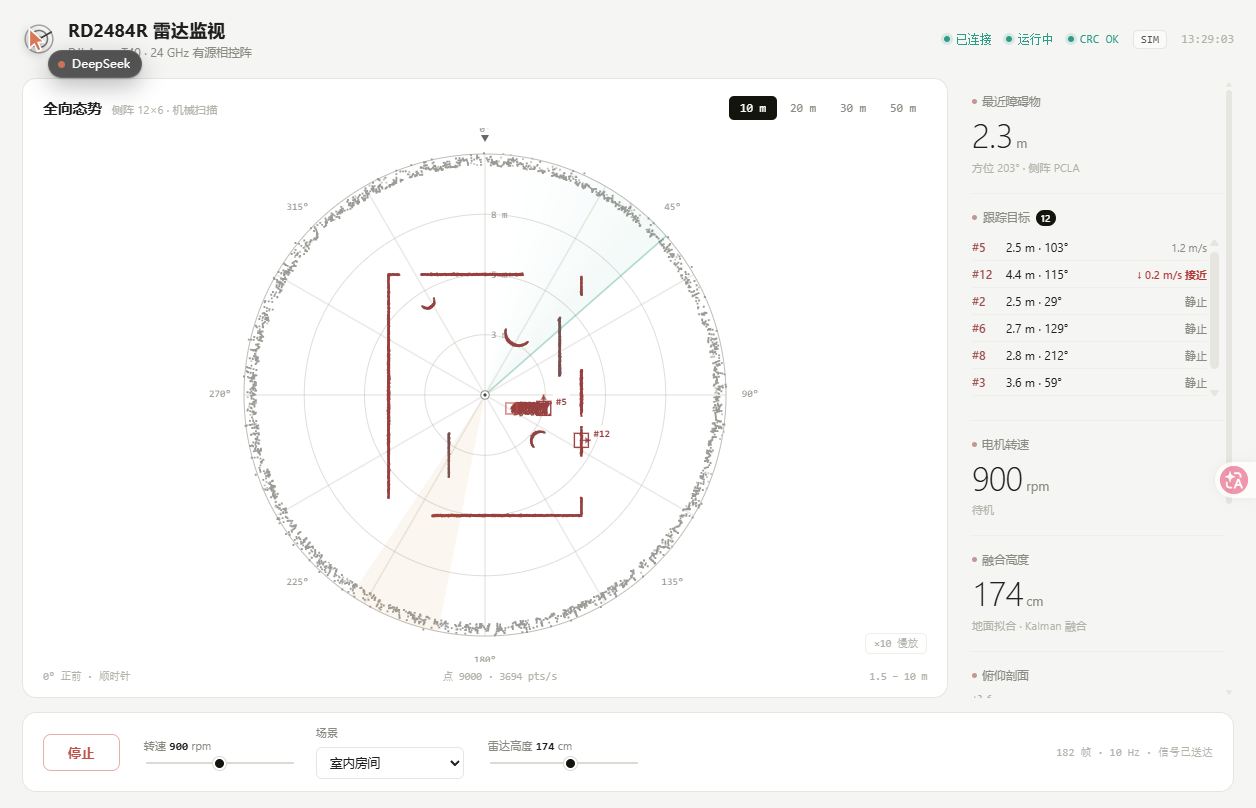 RD2484R 雷达监视
· 24 GHz 有源相控阵
DeepSeek
已连接
运行中
CRC OK
SIM
13:29:03
全向态势 侧阵 12×6 · 机械扫描
10 m
20 m
30 m
50 m
0°
315°
45°
8 m
3
270°
90°
#5
#12
225°
135°
180°
×10 慢放
0° 正前 · 顺时针
点 9000 · 3694 pts/s
1.5 – 10 m
最近障碍物
2.3 m
方位 203° · 侧阵 PCLA
跟踪目标 12
#5 2.5 m · 103° 1.2 m/s
#12 4.4 m · 115° ↓ 0.2 m/s 接近
#2 2.5 m · 29° 静止
#6 2.7 m · 129° 静止
#8 2.8 m · 212° 静止
#3 3.6 m · 59° 静止
电机转速
900 rpm
待机
融合高度
174 cm
地面拟合 · Kalman 融合
俯仰剖面
停止
转速 900 rpm
场景
室内房间
雷达高度 174 cm
182 帧 · 10 Hz · 信号已送达